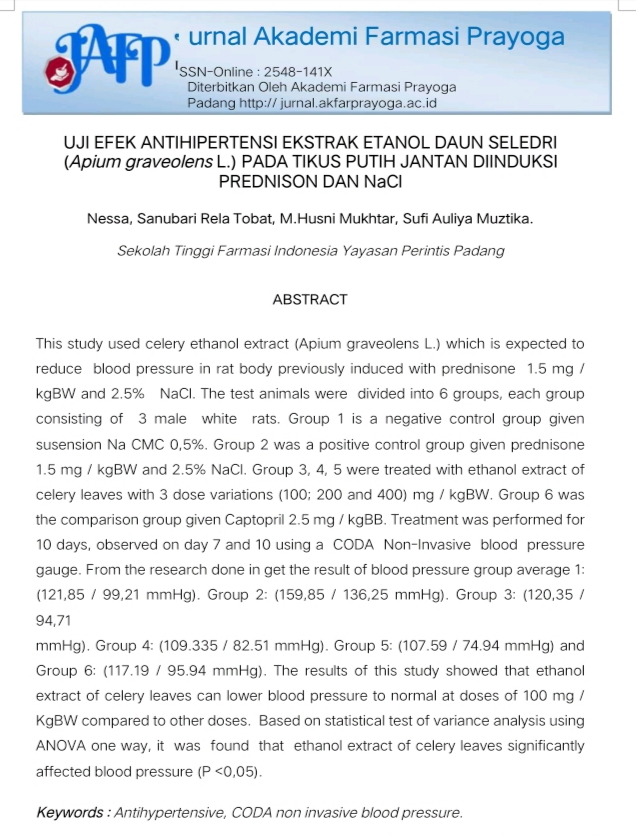 JAFP
urnal Akademi Farmasi Prayoga
ISSN-Online : 2548-141X
Diterbitkan Oleh Akademi Farmasi Prayoga
Padang http:// jurnal.akfarprayoga.ac.id
UJI EFEK ANTIHIPERTENSI EKSTRAK ETANOL DAUN SELEDRI
(Apium graveolens L.) PADA TIKUS PUTIH JANTAN DIINDUKSI
PREDNISON DAN NaCl
Nessa, Sanubari Rela Tobat, M.Husni Mukhtar, Sufi Auliya Muztika.
Sekolah Tinggi Farmasi Indonesia Yayasan Perintis Padang
ABSTRACT
This study used celery ethanol extract (Apium graveolens L.) which is expected to
reduce blood pressure in rat body previously induced with prednisone 1.5 mg /
kgBW and 2.5% NaCl. The test animals were divided into 6 groups, each group
consisting of 3 male white rats. Group 1 is a negative control group given
susension Na CMC 0,5%. Group 2 was a positive control group given prednisone
1.5 mg / kgBW and 2.5% NaCl. Group 3, 4, 5 were treated with ethanol extract of
celery leaves with 3 dose variations (100; 200 and 400) mg / kgBW. Group 6 was
the comparison group given Captopril 2.5 mg / kgBB. Treatment was performed for
10 days, observed on day 7 and 10 using a CODA Non-Invasive blood pressure
gauge. From the research done in get the result of blood pressure group average 1:
(121,85 / 99,21 mmHg). Group 2: (159,85 / 136,25 mmHg). Group 3: (120,35 /
94,71
mmHg). Group 4: (109.335 / 82.51 mmHg). Group 5: (107.59 / 74.94 mmHg) and
Group 6: (117.19 / 95.94 mmHg). The results of this study showed that ethanol
extract of celery leaves can lower blood pressure to normal at doses of 100 mg /
KgBW compared to other doses. Based on statistical test of variance analysis using
ANOVA one way, it was found that ethanol extract of celery leaves significantly
affected blood pressure (P <0,05).
Keywords : Antihypertensive, CODA non invasive blood pressure.